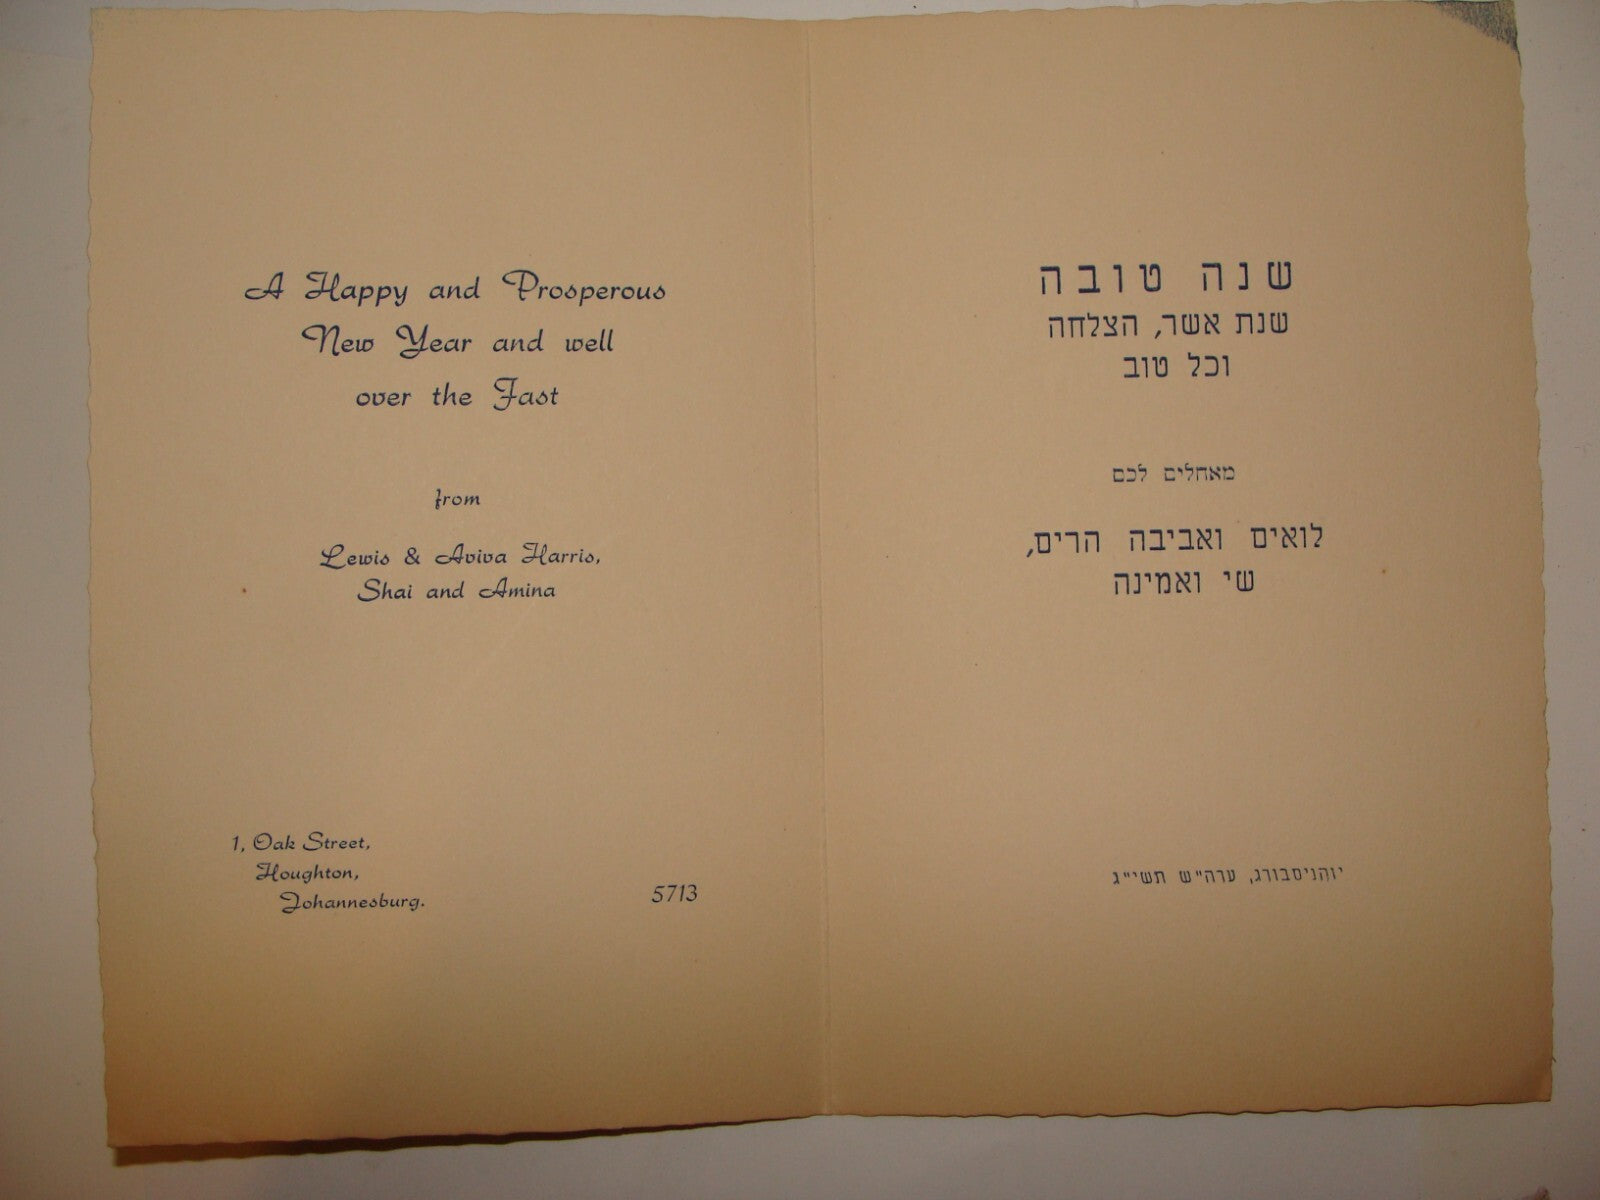 A Happy and Prosperous
New Year and well
over the Fast
from
Lewis & Aviva Harris,
Shai and Amina
1, Oak Street,
Houghton,
Johannesburg.
5713
שנה טובה
שנת אשר, הצלחה
וכל טוב
מאחלים לכם
לואים ואביבה הרים,
שי ואמינה
יוהניסבורג, ערה"ש תשי"ג